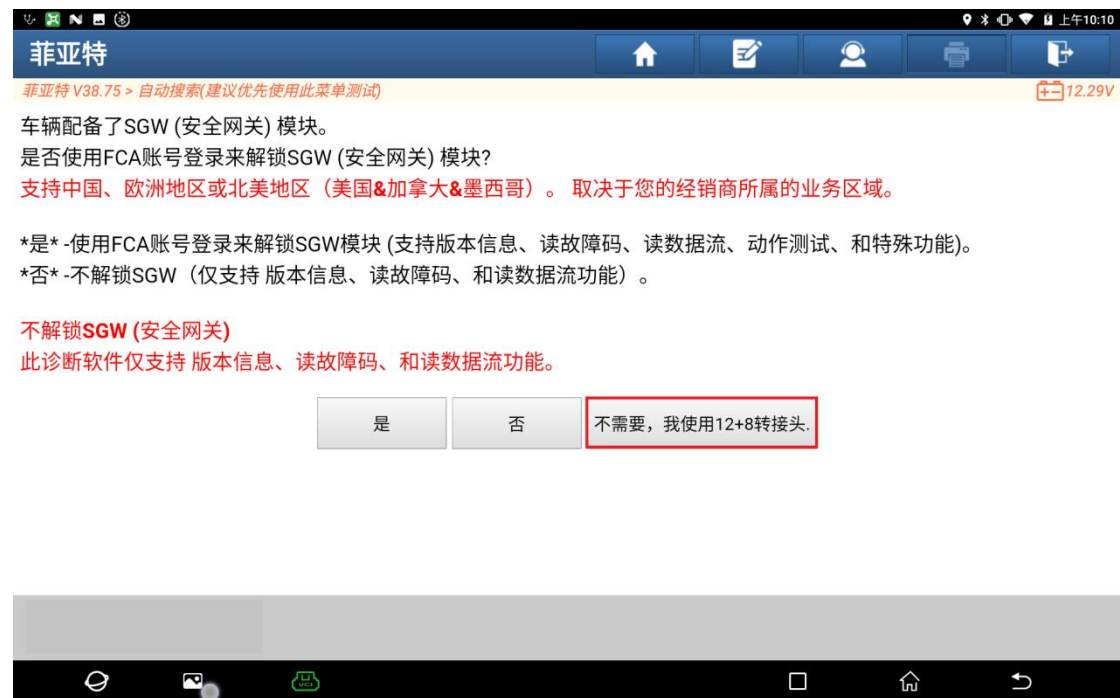 上午10:10
菲亚特
菲亚特 V38.75 > 自动搜索(建议优先使用此菜单测试)
12.29V
车辆配备了SGW (安全网关) 模块。
是否使用FCA账号登录来解锁SGW (安全网关) 模块?
支持中国、欧洲地区或北美地区（美国&加拿大&墨西哥）。 取决于您的经销商所属的业务区域。
*是* -使用FCA账号登录来解锁SGW模块 (支持版本信息、读故障码、读数据流、动作测试、和特殊功能)。
*否* -不解锁SGW（仅支持 版本信息、读故障码、和读数据流功能）。
不解锁SGW (安全网关)
此诊断软件仅支持 版本信息、读故障码、和读数据流功能。
是
否
不需要，我使用12+8转接头.
VCI